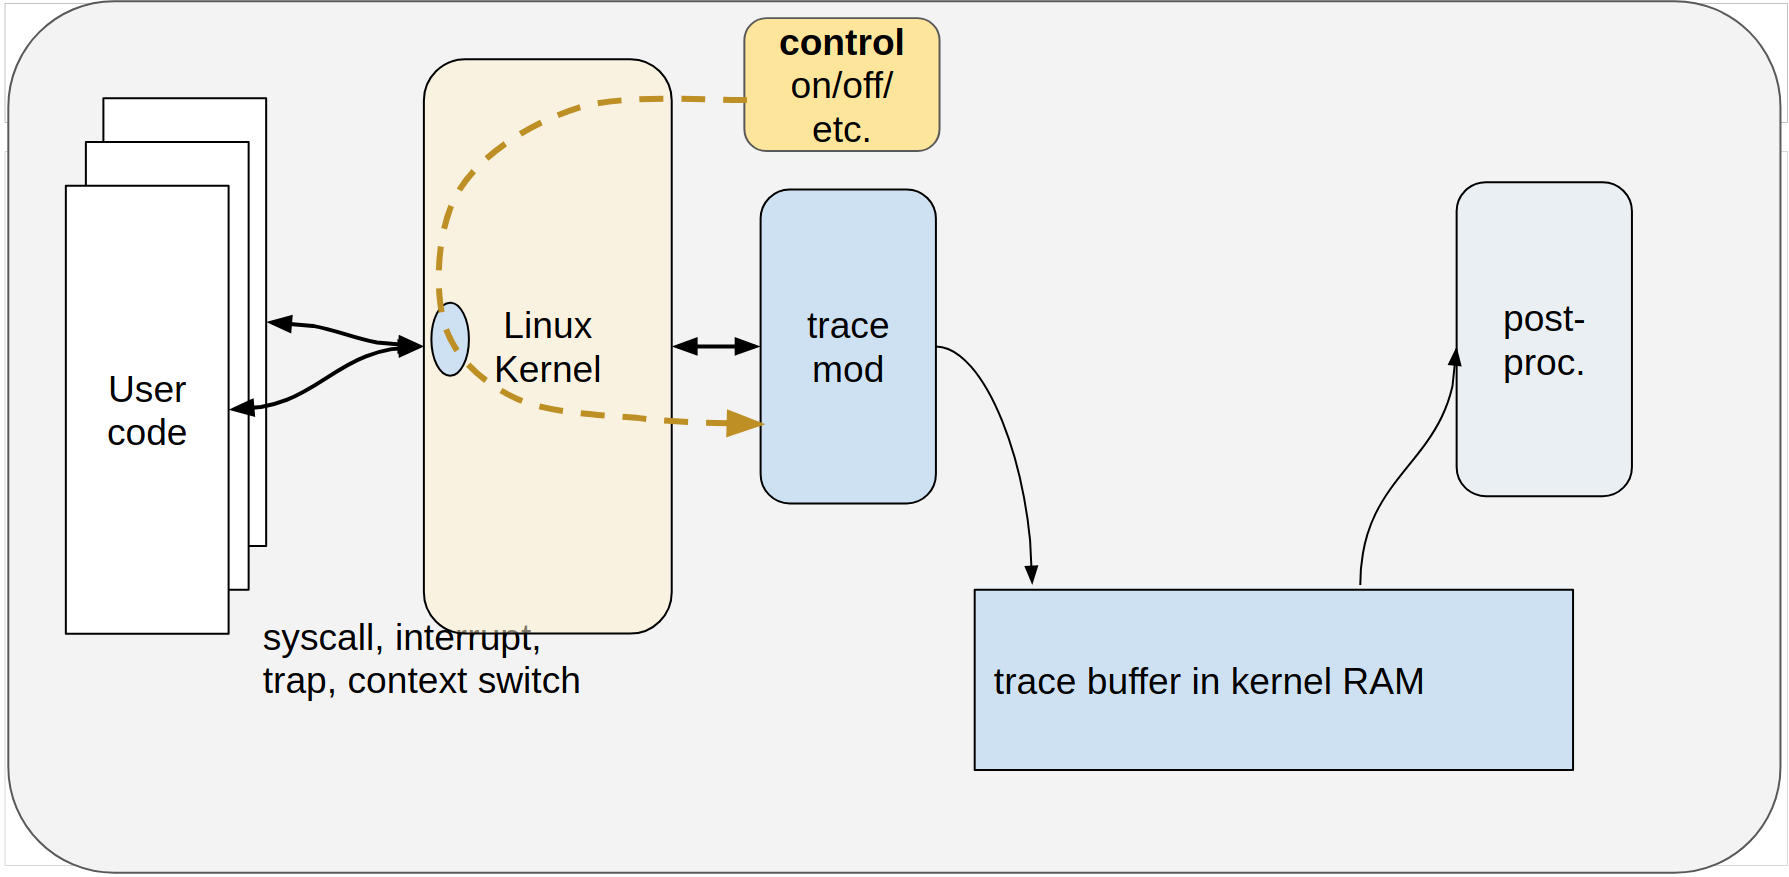 control
on/off/
etc.
User
code
Linux
Kernel
trace
mod
post-
proc.
syscall, interrupt,
trap, context switch
trace buffer in kernel RAM